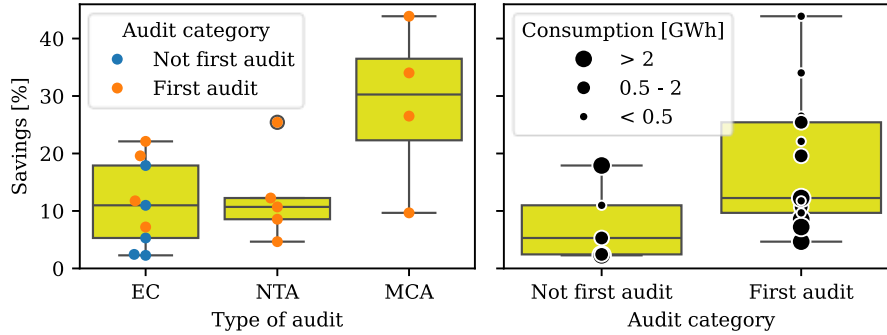 Savings [%]
40
30
20
10
0
Audit category
Not first audit
First audit
EC
NTA
MCA
Type of audit
Consumption [GWh]
> 2
0.5 - 2
< 0.5
Not first audit
First audit
Audit category